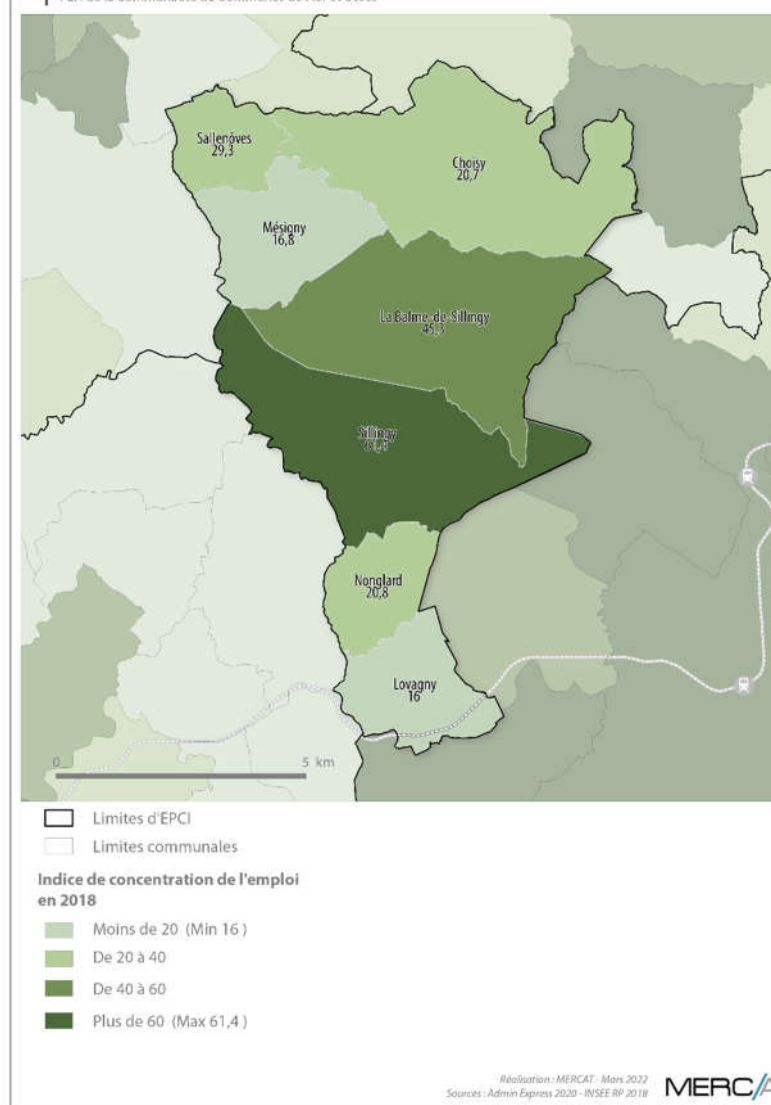 Sallenôves
29,3
Choisy
20,7
Mésigny
16,8
La Balme-de-Sillingy
45,3
Sillingy
61,4
Nonglard
20,8
Lovagny
16
0 5 km
Limites d'EPCI
Limites communales
Indice de concentration de l'emploi
en 2018
Moins de 20 (Min 16 )
De 20 à 40
De 40 à 60
Plus de 60 (Max 61,4 )
Réalisation : MERCAT - Mars 2022
Sources : Admin Express 2020 - INSEE RP 2018
MERC/A